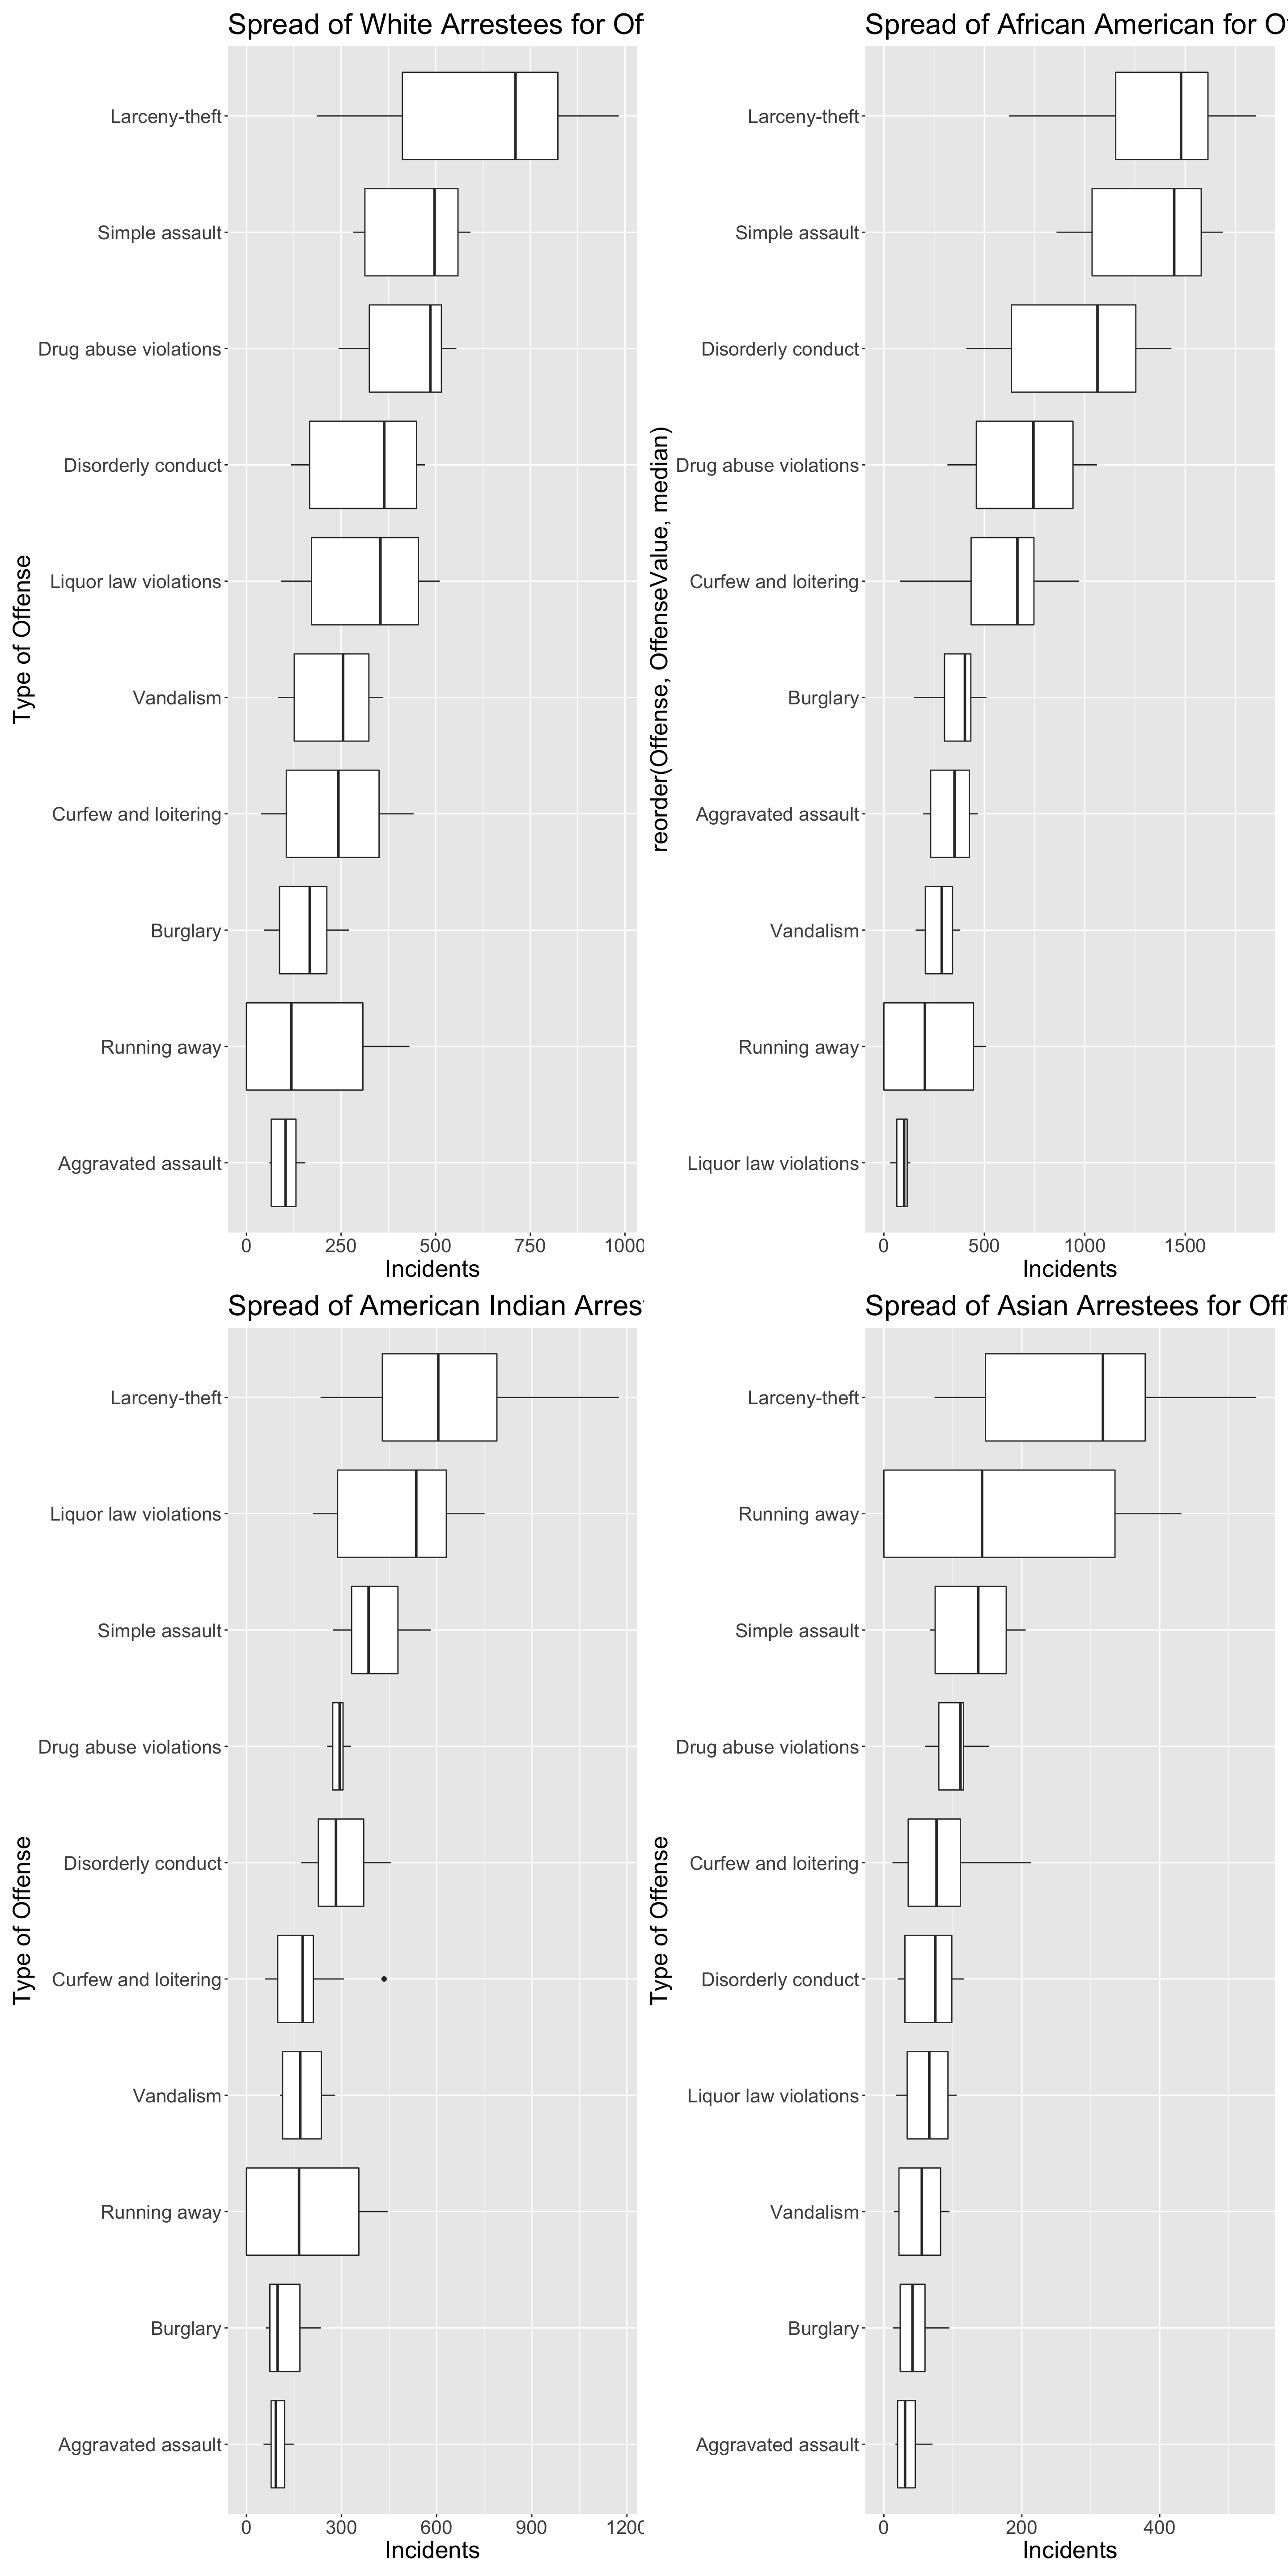 Spread of White Arrestees for Of
Type of Offense
Larceny-theft
Simple assault
Drug abuse violations
Disorderly conduct
Liquor law violations
Vandalism
Curfew and loitering
Burglary
Running away
Aggravated assault
0 250 500 750 1000
Incidents
Spread of African American for O
reorder(Offense, OffenseValue, median)
Larceny-theft
Simple assault
Disorderly conduct
Drug abuse violations
Curfew and loitering
Burglary
Aggravated assault
Vandalism
Running away
Liquor law violations
0 500 1000 1500
Incidents
Spread of American Indian Arres
Type of Offense
Larceny-theft
Liquor law violations
Simple assault
Drug abuse violations
Disorderly conduct
Curfew and loitering
Vandalism
Running away
Burglary
Aggravated assault
0 300 600 900 1200
Incidents
Spread of Asian Arrestees for Off
Type of Offense
Larceny-theft
Running away
Simple assault
Drug abuse violations
Curfew and loitering
Disorderly conduct
Liquor law violations
Vandalism
Burglary
Aggravated assault
0 200 400
Incidents